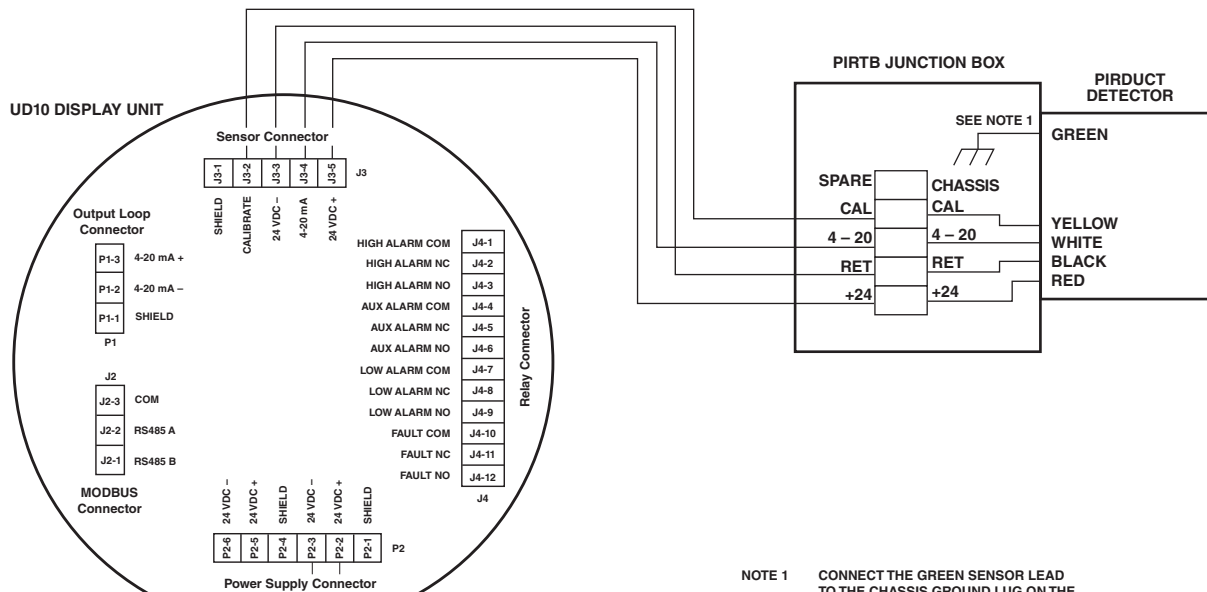 PIRTB JUNCTION BOX
PIRDUCT
DETECTOR
UD10 DISPLAY UNIT
SEE NOTE 1
GREEN
Sensor Connector
J3-1
J3-2
J3-3
J3-4
J3-5
J3
SHIELD
CALIBRATE
24 VDC –
4-20 mA
24 VDC +
SPARE
CHASSIS
CAL
CAL
YELLOW
4 – 20
4 – 20
WHITE
RET
RET
BLACK
+24
+24
RED
Output Loop
Connector
P1-3 4-20 mA +
P1-2 4-20 mA –
P1-1 SHIELD
P1
J2
J2-3 COM
J2-2 RS485 A
J2-1 RS485 B
MODBUS
Connector
HIGH ALARM COM J4-1
HIGH ALARM NC J4-2
HIGH ALARM NO J4-3
AUX ALARM COM J4-4
AUX ALARM NC J4-5
AUX ALARM NO J4-6
LOW ALARM COM J4-7
LOW ALARM NC J4-8
LOW ALARM NO J4-9
FAULT COM J4-10
FAULT NC J4-11
FAULT NO J4-12
J4
Relay Connector
24 VDC –
24 VDC +
SHIELD
24 VDC –
24 VDC +
SHIELD
P2-6
P2-5
P2-4
P2-3
P2-2
P2-1
P2
Power Supply Connector
NOTE 1 CONNECT THE GREEN SENSOR LEAD
TO THE CHASSIS GROUND LUG ON THE